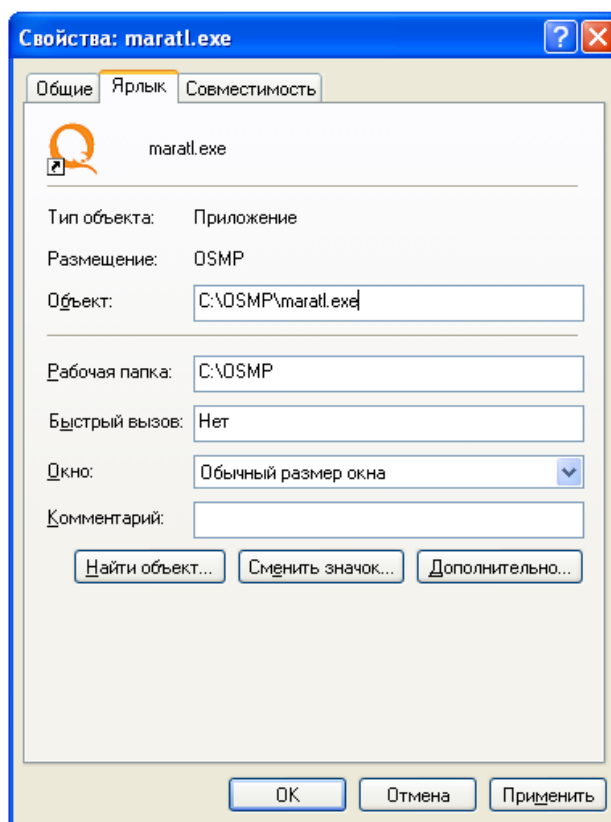 Свойства: maratl.exe
Общие Ярлык Совместимость
maratl.exe
Тип объекта: Приложение
Размещение: OSMP
Объект: C:\OSMP\maratl.exe
Рабочая папка: C:\OSMP
Быстрый вызов: Нет
Окно: Обычный размер окна
Комментарий:
Найти объект... Сменить значок... Дополнительно...
OK Отмена Применить